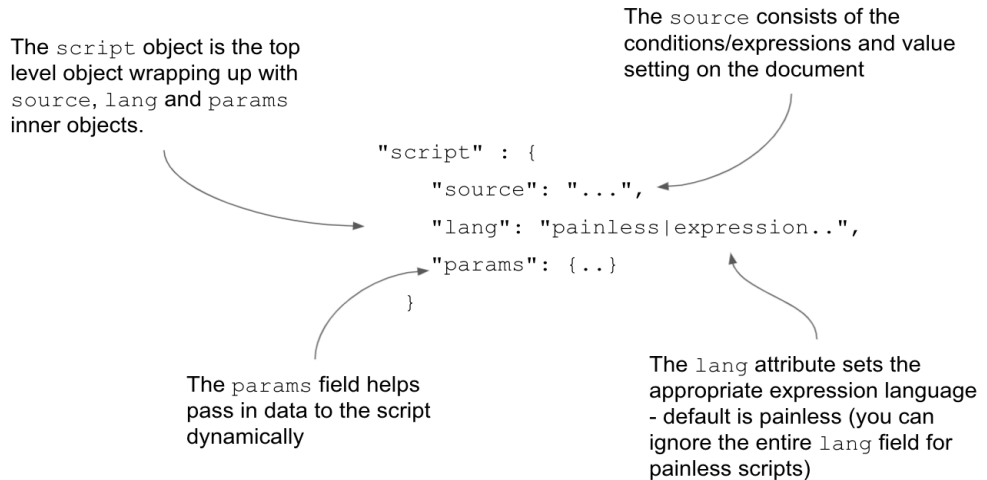 The script object is the top
level object wrapping up with
source, lang and params
inner objects.
The source consists of the
conditions/expressions and value
setting on the document
"script" : {
"source": "...",
"lang": "painless|expression..",
"params": {..}
}
The params field helps
pass in data to the script
dynamically
The lang attribute sets the
appropriate expression language
- default is painless (you can
ignore the entire lang field for
painless scripts)